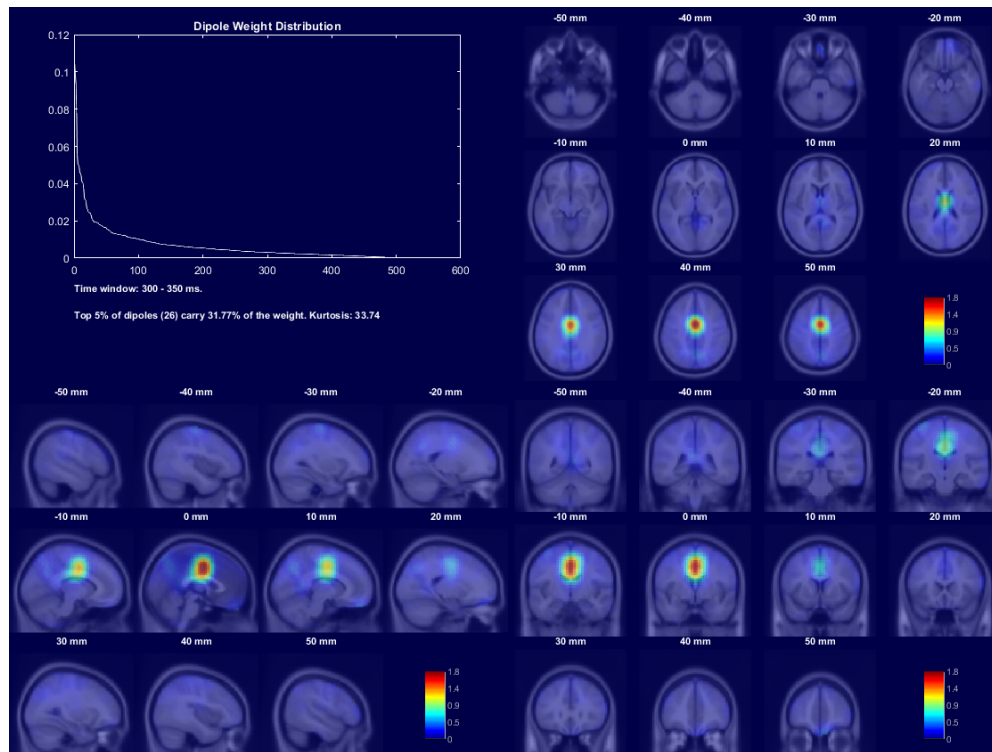 Dipole Weight Distribution
0.12
0.1
0.08
0.06
0.04
0.02
0
0 100 200 300 400 500 600
Time window: 300 - 350 ms.
Top 5% of dipoles (26) carry 31.77% of the weight. Kurtosis: 33.74
-50 mm -40 mm -30 mm -20 mm
-10 mm 0 mm 10 mm 20 mm
30 mm 40 mm 50 mm
1.8
1.4
0.9
0.5
0
-50 mm -40 mm -30 mm -20 mm
-10 mm 0 mm 10 mm 20 mm
30 mm 40 mm 50 mm
1.8
1.4
0.9
0.5
0
-50 mm -40 mm -30 mm -20 mm
-10 mm 0 mm 10 mm 20 mm
30 mm 40 mm 50 mm
1.8
1.4
0.9
0.5
0